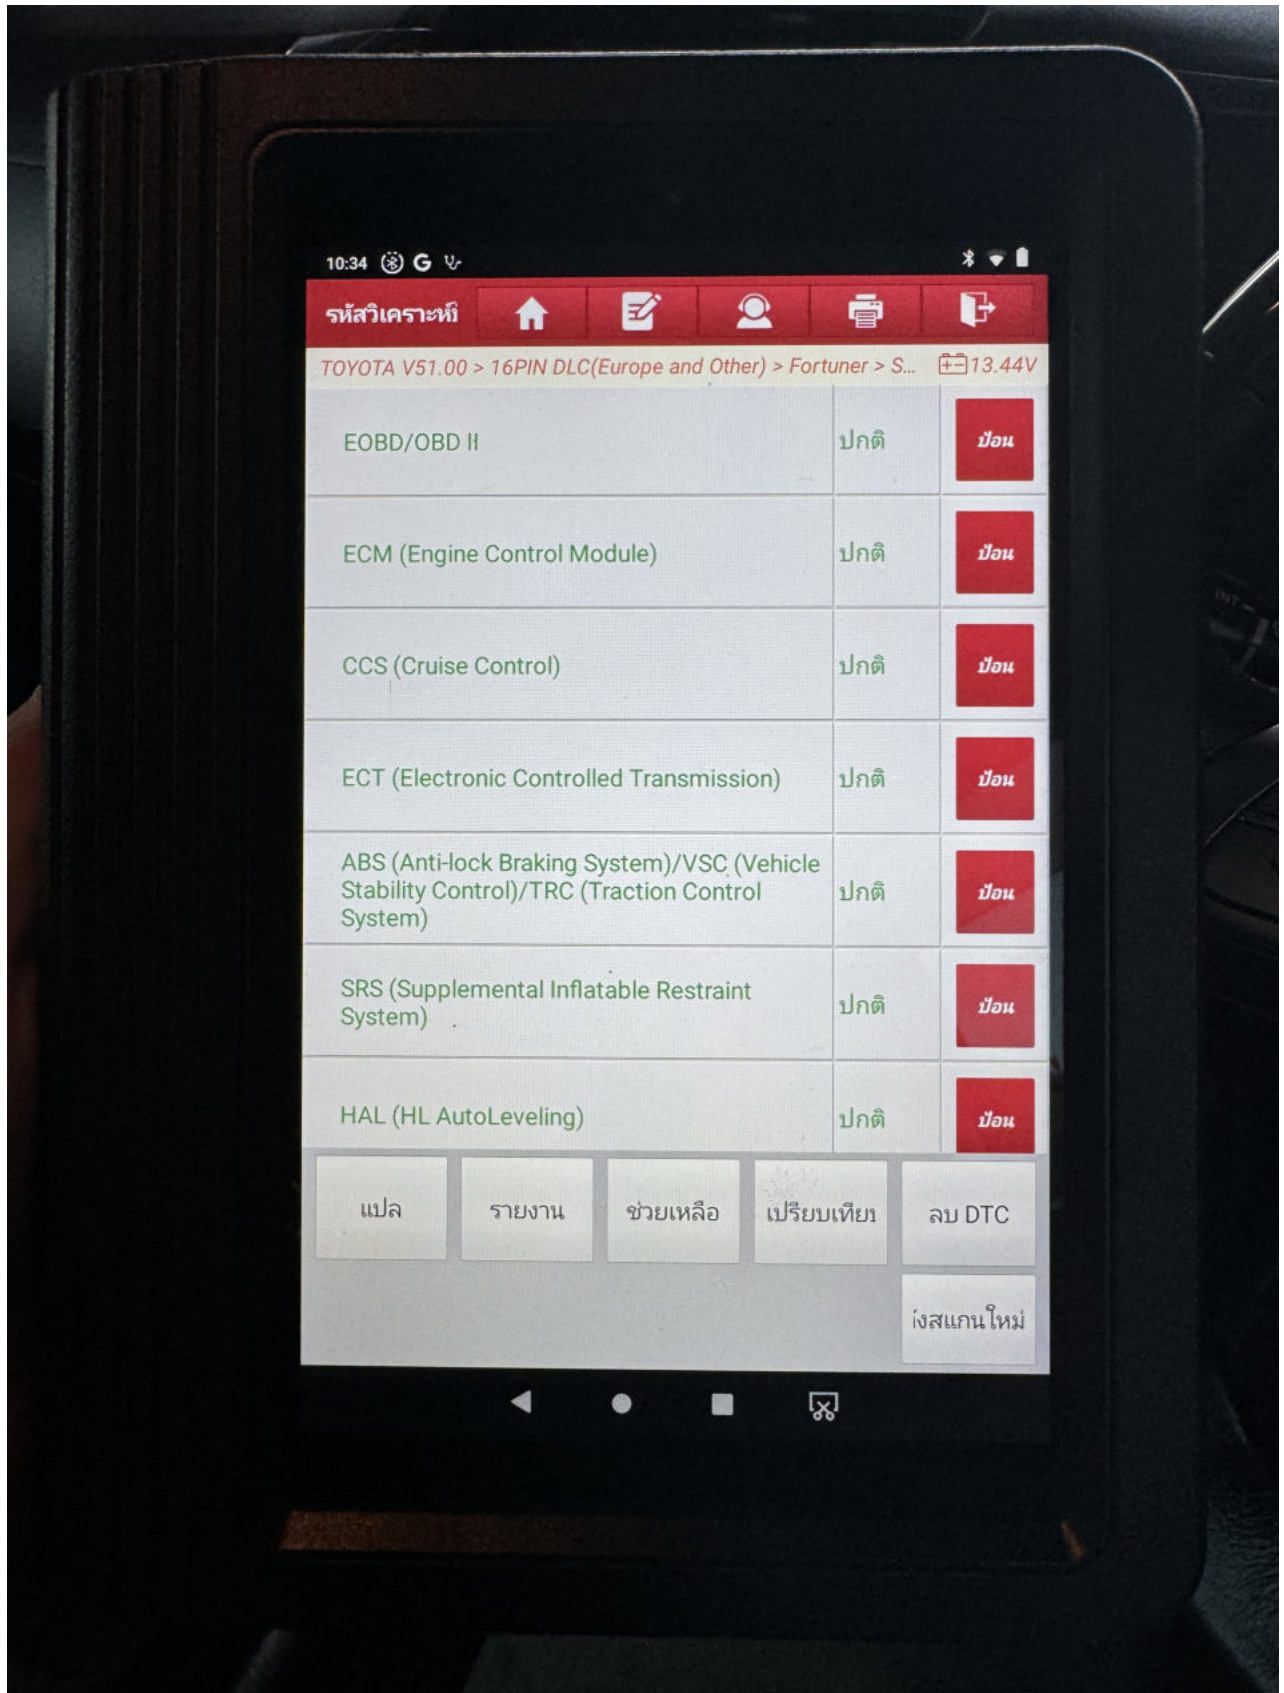 10:34 G
รหัสวิเคราะห์
TOYOTA V51.00 > 16PIN DLC(Europe and Other) > Fortuner > S... 13.44V
EOBD/OBD II ปกติ ป้อน
ECM (Engine Control Module) ปกติ ป้อน
CCS (Cruise Control) ปกติ ป้อน
ECT (Electronic Controlled Transmission) ปกติ ป้อน
ABS (Anti-lock Braking System)/VSC (Vehicle
Stability Control)/TRC (Traction Control
System) ปกติ ป้อน
SRS (Supplemental Inflatable Restraint
System) ปกติ ป้อน
HAL (HL AutoLeveling) ปกติ ป้อน
แปล รายงาน ช่วยเหลือ เปรียบเทียบ ลบ DTC
สแกนใหม่
INT